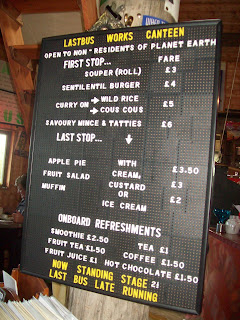 LASTBUS WORKS CANTEEN
OPEN TO NON - RESIDENTS OF PLANET EARTH
FIRST STOP... FARE
SOUPER (ROLL) £3
SENTILENTIL BURGER £4
CURRY ON → WILD RICE £5
→ COUS COUS
SAVOURY MINCE & TATTIES £6
LAST STOP... ↓
APPLE PIE WITH £3.50
FRUIT SALAD CREAM, £3
MUFFIN CUSTARD £2
OR
ICE CREAM
ONBOARD REFRESHMENTS
SMOOTHIE £2.50 TEA £1
FRUIT TEA £1.50 COFFEE £1.50
FRUIT JUICE £1 HOT CHOCOLATE £1.50
NOW STANDING STAGE 21
LAST BUS LATE RUNNING